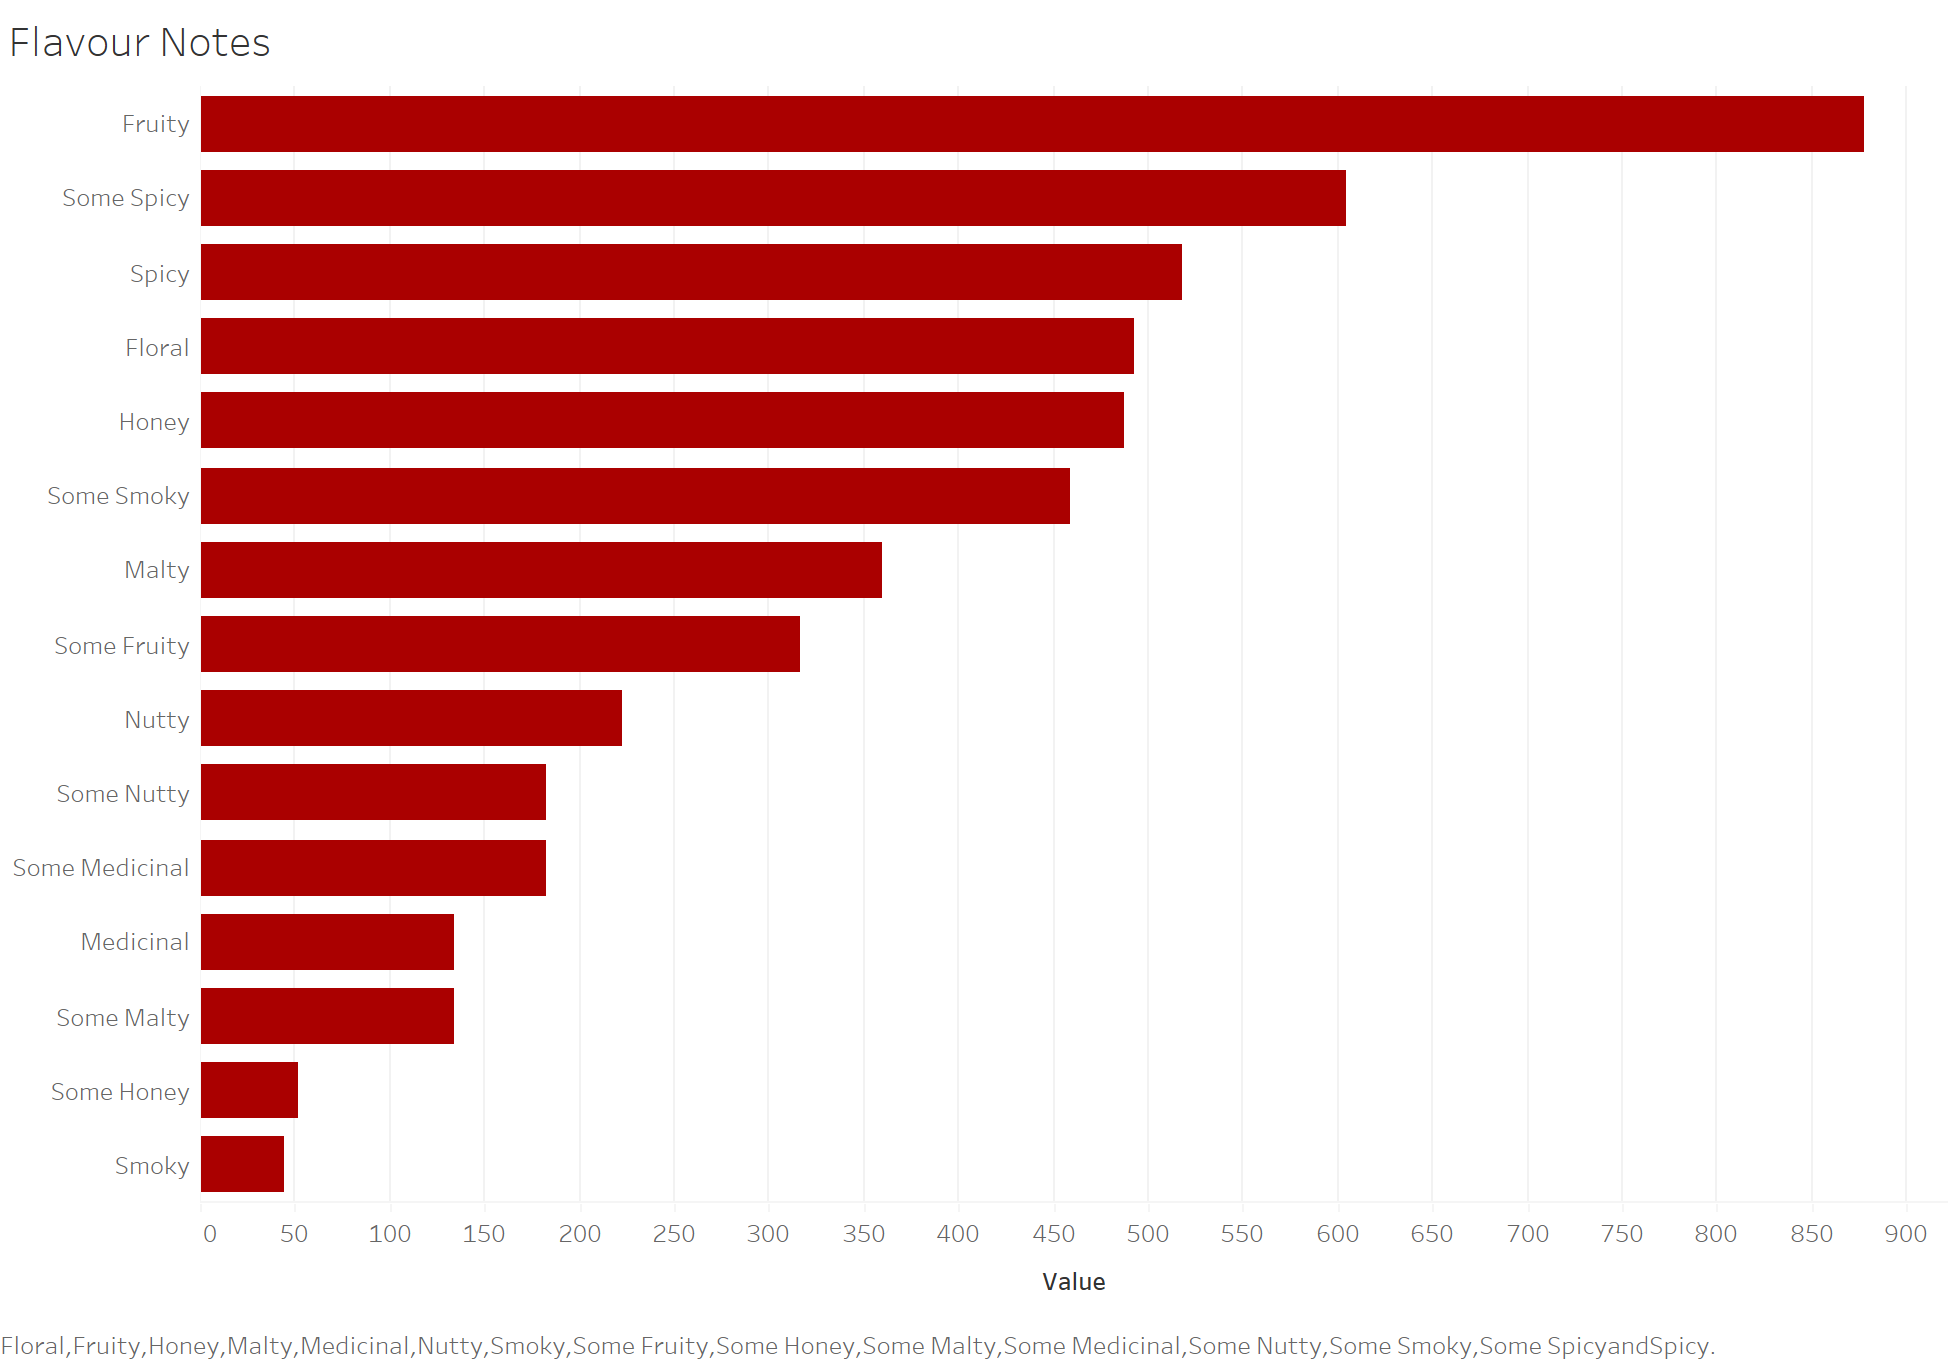 Flavour Notes
Fruity
Some Spicy
Spicy
Floral
Honey
Some Smoky
Malty
Some Fruity
Nutty
Some Nutty
Some Medicinal
Medicinal
Some Malty
Some Honey
Smoky
0 50 100 150 200 250 300 350 400 450 500 550 600 650 700 750 800 850 900
Value
Floral,Fruity,Honey,Malty,Medicinal,Nutty,Smoky,Some Fruity,Some Honey,Some Malty,Some Medicinal,Some Nutty,Some Smoky,Some SpicyandSpicy.